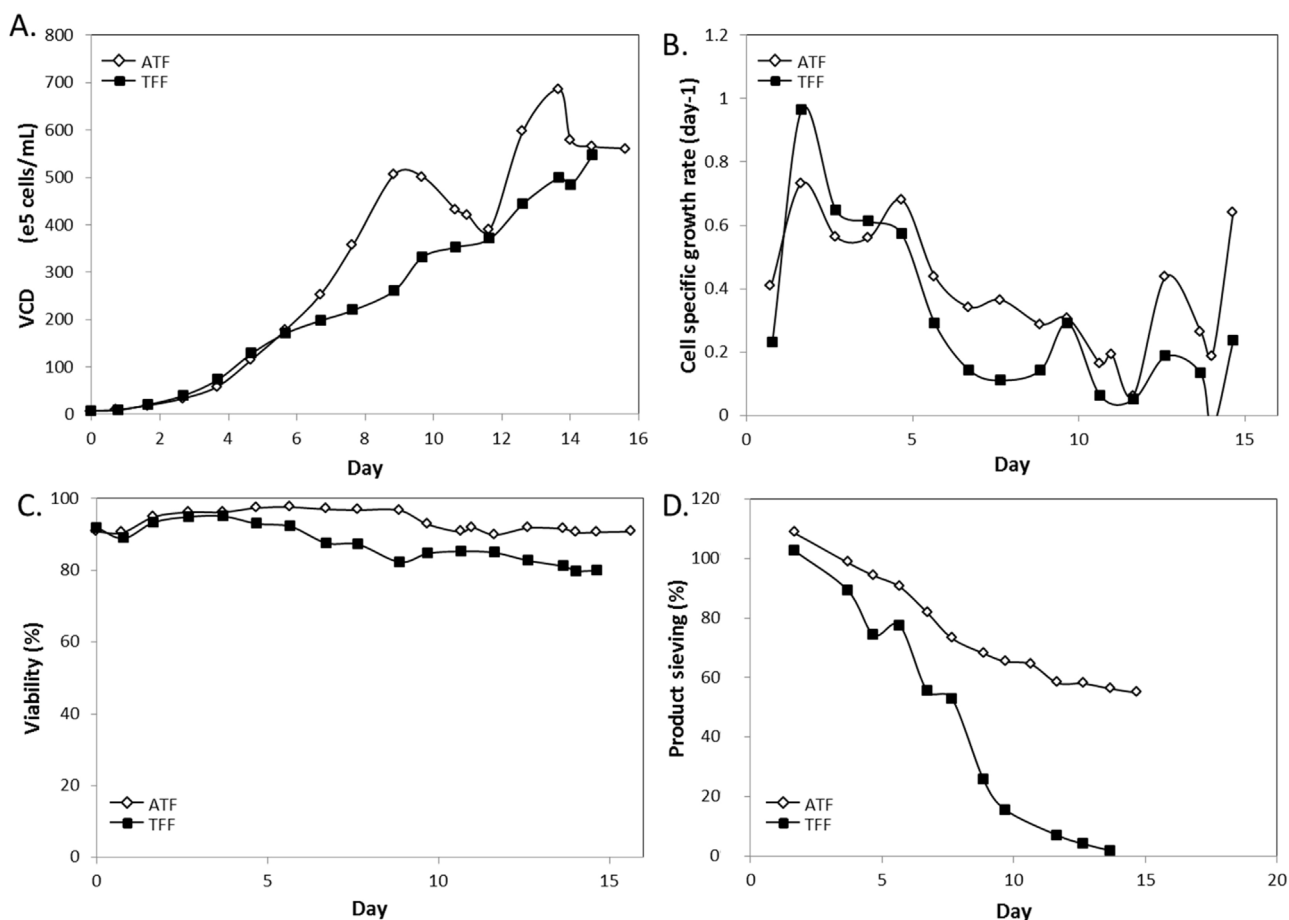 A.
VCD (e5 cells/mL)
800
700
600
500
400
300
200
100
0
0 2 4 6 8 10 12 14 16
Day
ATF
TFF
B.
Cell specific growth rate (day-1)
1.2
1
0.8
0.6
0.4
0.2
0
0 5 10 15
Day
ATF
TFF
C.
Viability (%)
100
80
60
40
20
0
0 5 10 15
Day
ATF
TFF
D.
Product sieving (%)
120
100
80
60
40
20
0
0 5 10 15 20
Day
ATF
TFF